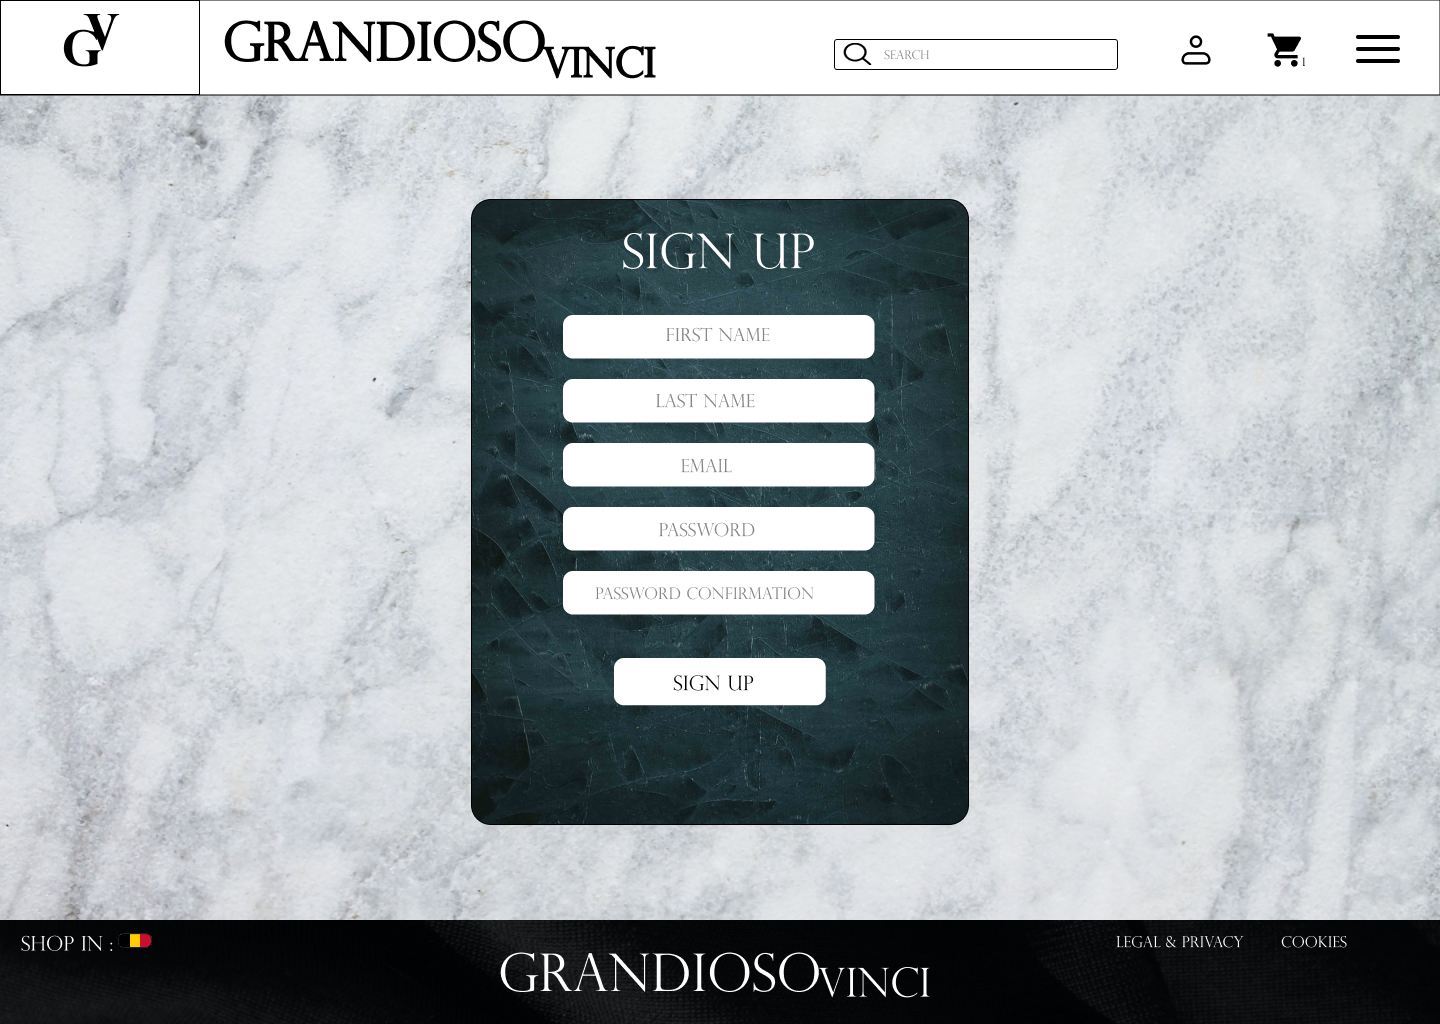 GV
GRANDIOSOVINCI
SEARCH
1
SIGN UP
FIRST NAME
LAST NAME
EMAIL
PASSWORD
PASSWORD CONFIRMATION
SIGN UP
SHOP IN :
LEGAL & PRIVACY COOKIES
GRANDIOSOVINCI